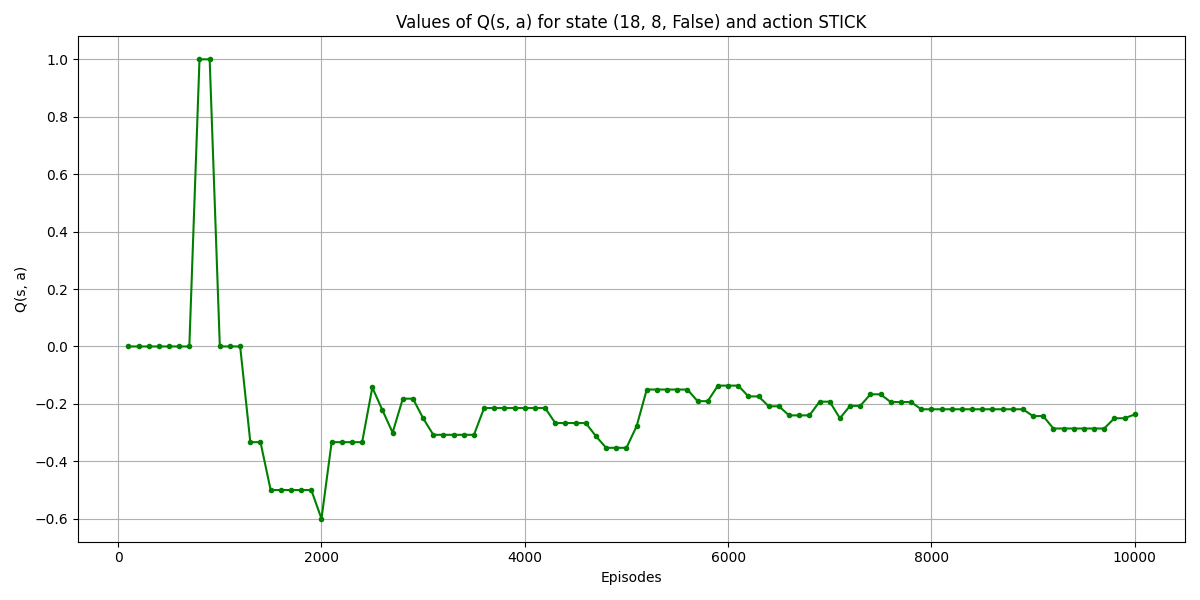 Values of Q(s, a) for state (18, 8, False) and action STICK
Q(s, a)
1.0
0.8
0.6
0.4
0.2
0.0
−0.2
−0.4
−0.6
0 2000 4000 6000 8000 10000
Episodes